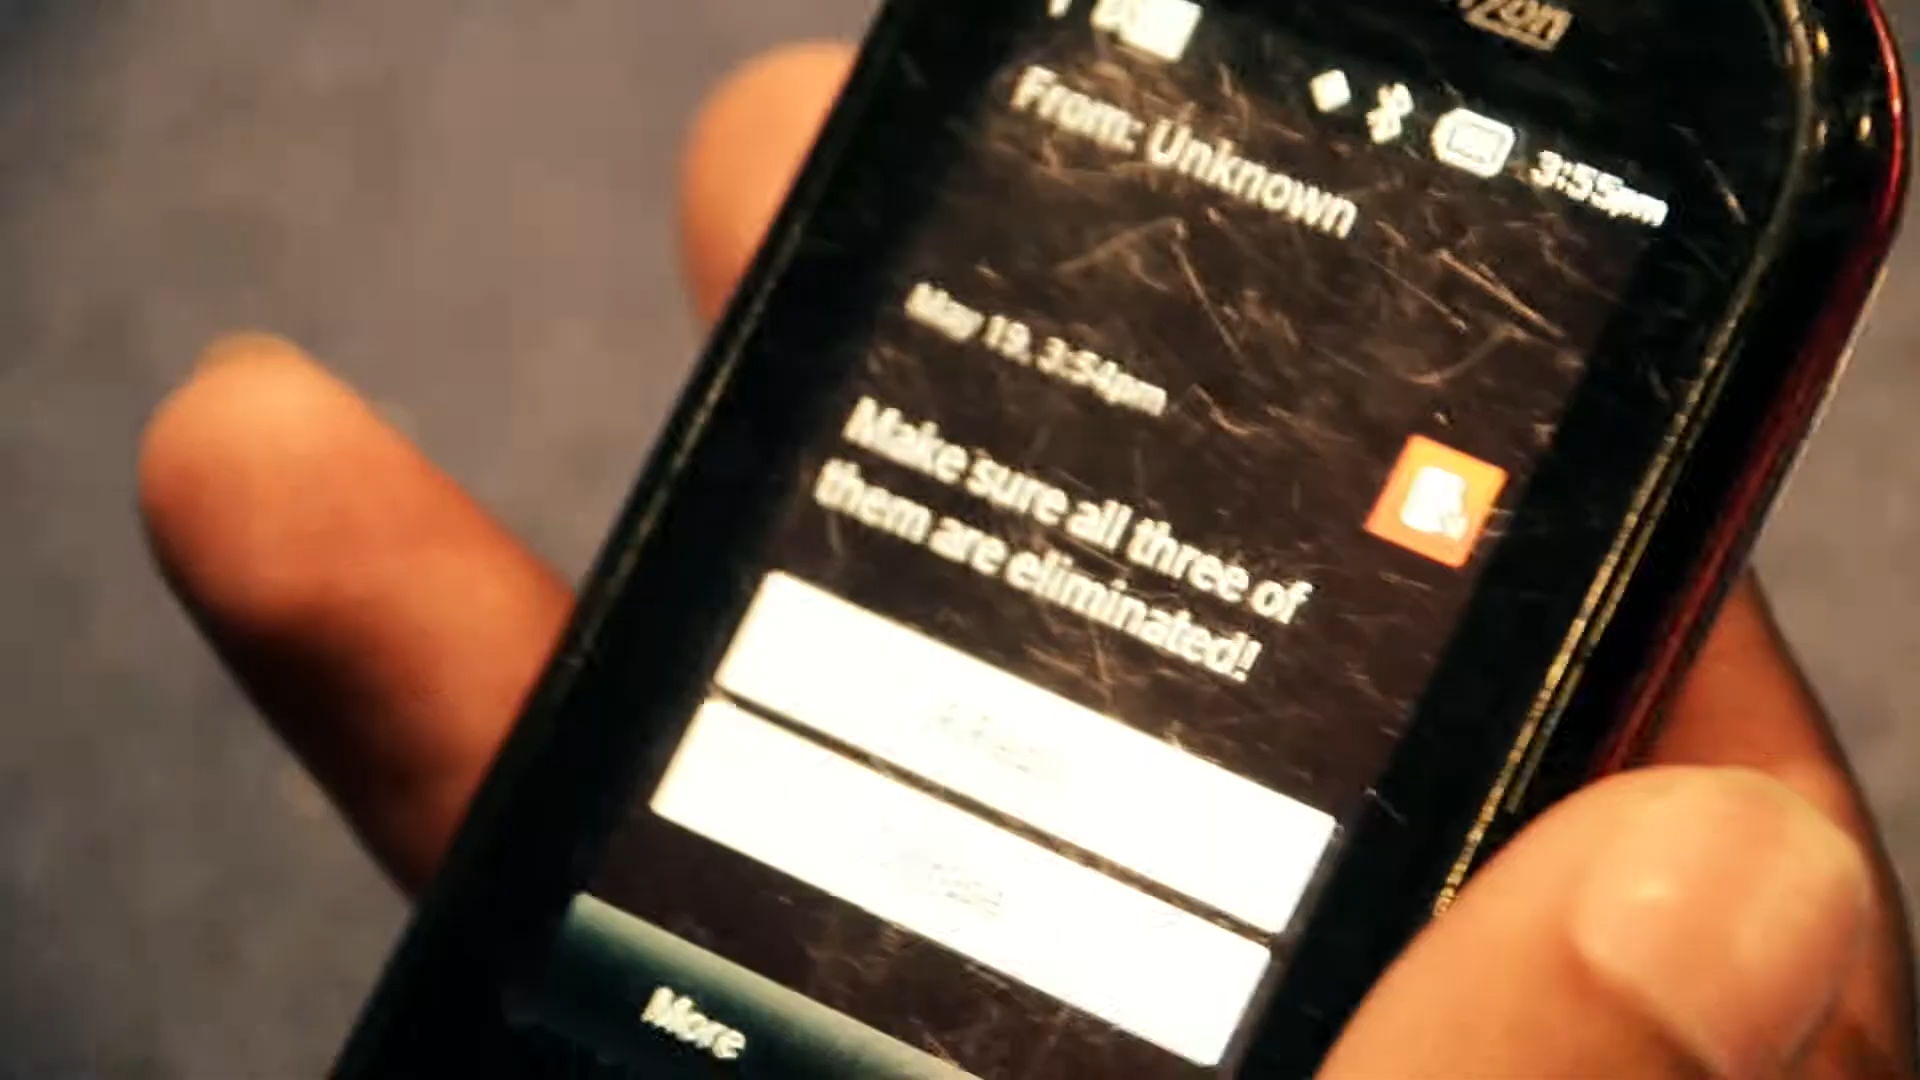 3:55pm
From: Unknown
May 19, 3:54pm
Make sure all three of
them are eliminated!
More